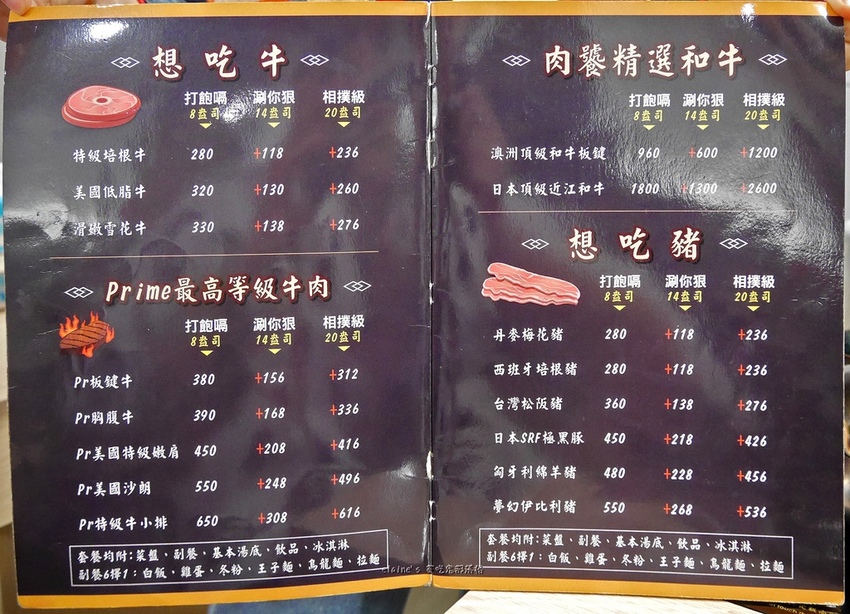 想吃牛
打飽嗝 涮你狠 相撲級
8盎司 14盎司 20盎司
特級培根牛 280 +118 +236
美國低脂牛 320 +130 +260
滑嫩雪花牛 330 +138 +276
Prime最高等級牛肉
打飽嗝 涮你狠 相撲級
8盎司 14盎司 20盎司
Pr板鍵牛 380 +156 +312
Pr胸腹牛 390 +168 +336
Pr美國特級嫩肩 450 +208 +416
Pr美國沙朗 550 +248 +496
Pr特級牛小排 650 +308 +616
套餐均附:菜盤、副餐、基本湯底、飲品、冰淇淋
副餐6擇1:白飯、雞蛋、冬粉、王子麵、烏龍麵、拉麵
肉饕精選和牛
打飽嗝 涮你狠 相撲級
8盎司 14盎司 20盎司
澳洲頂級和牛板鍵 960 +600 +1200
日本頂級近江和牛 1800 +1300 +2600
想吃豬
打飽嗝 涮你狠 相撲級
8盎司 14盎司 20盎司
丹麥梅花豬 280 +118 +236
西班牙培根豬 280 +118 +236
台灣松阪豬 360 +138 +276
日本SRF極黑豚 450 +218 +426
匈牙利綿羊豬 480 +228 +456
夢幻伊比利豬 550 +268 +536
套餐均附:菜盤、副餐、基本湯底、飲品、冰淇淋
副餐6擇1:白飯、雞蛋、冬粉、王子麵、烏龍麵、拉麵